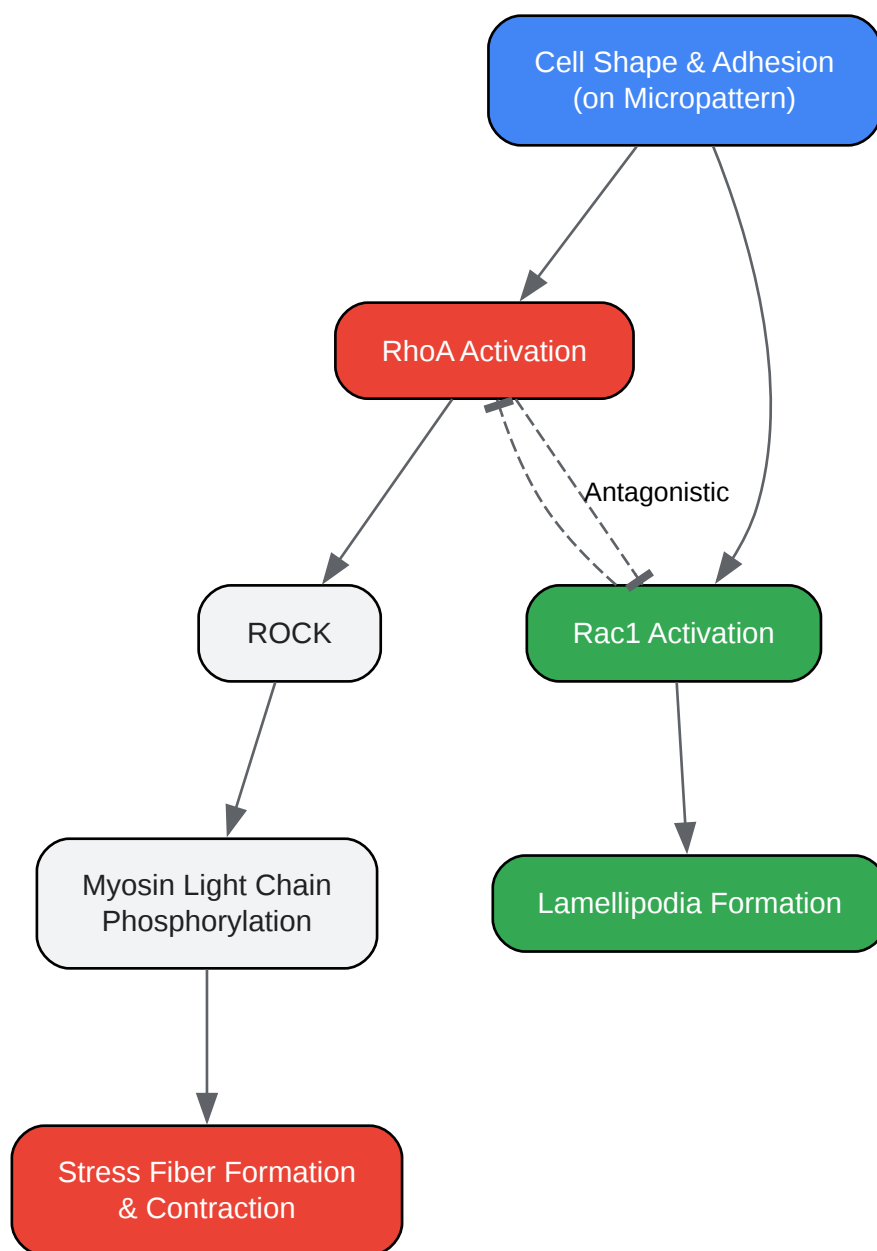 Cell Shape & Adhesion
(on Micropattern)
RhoA Activation
Antagonistic
ROCK
Rac1 Activation
Myosin Light Chain
Phosphorylation
Lamellipodia Formation
Stress Fiber Formation
& Contraction